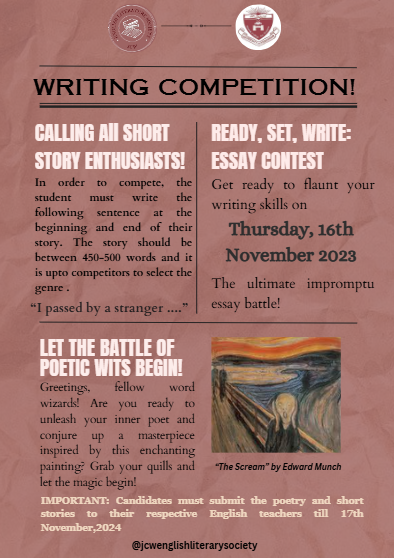 WRITING COMPETITION!
CALLING All SHORT
STORY ENTHUSIASTS!
In order to compete, the
student must write the
following sentence at the
beginning and end of their
story. The story should be
between 450-500 words and it
is upto competitors to select the
genre .
“I passed by a stranger ....”
READY, SET, WRITE:
ESSAY CONTEST
Get ready to flaunt your
writing skills on
Thursday, 16th
November 2023
The ultimate impromptu
essay battle!
LET THE BATTLE OF
POETIC WITS BEGIN!
Greetings, fellow word
wizards! Are you ready to
unleash your inner poet and
conjure up a masterpiece
inspired by this enchanting
painting? Grab your quills and
let the magic begin!
“The Scream” by Edward Munch
IMPORTANT: Candidates must submit the poetry and short
stories to their respective English teachers till 17th
November,2024
@jcwenglishliterarysociety